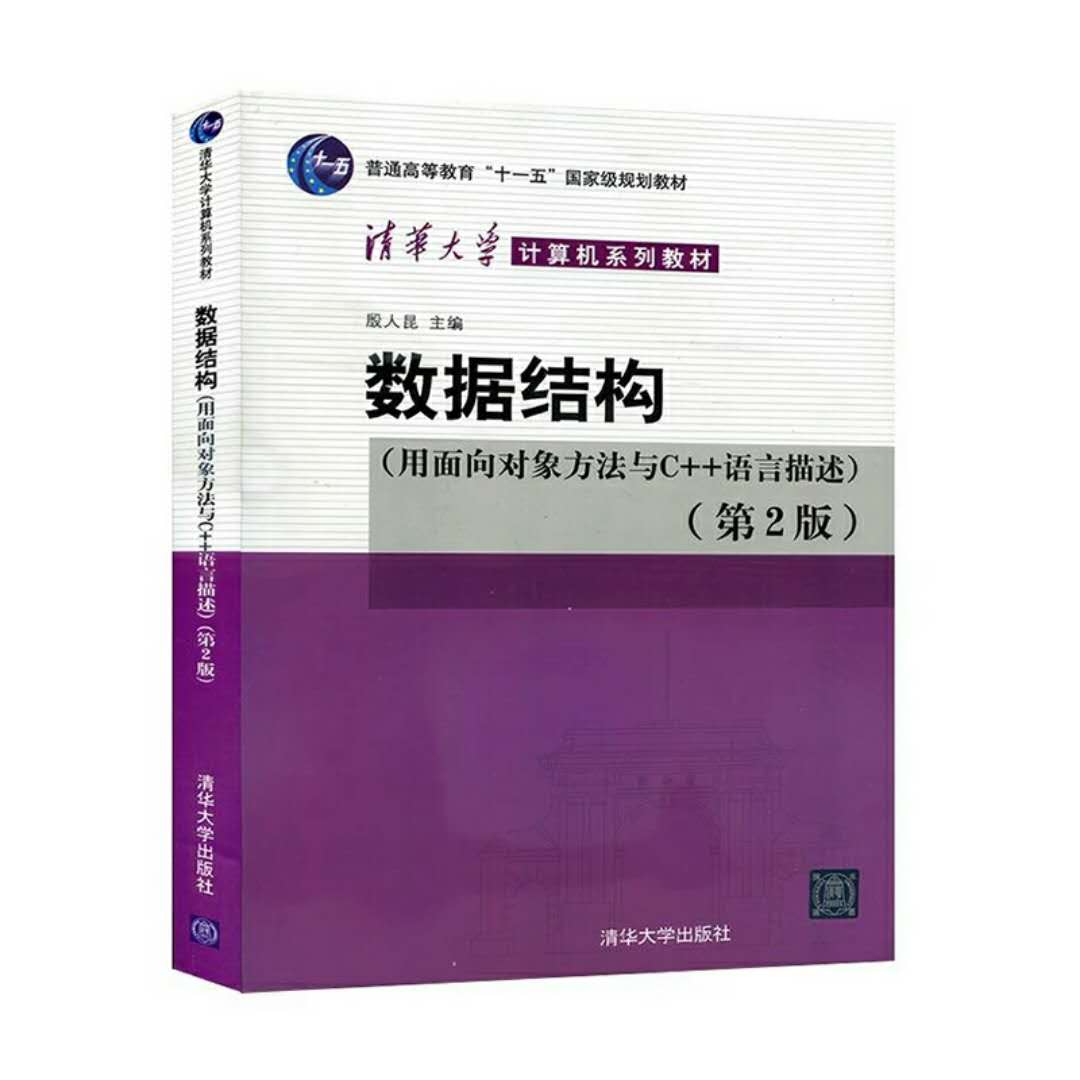 十一五
普通高等教育“十一五”国家级规划教材
清华大学
计算机系列教材
殷人昆 主编
数据结构
（用面向对象方法与C++语言描述）
（第2版）
清华大学出版社
十一五
清华大学计算机系列教材
数据结构（用面向对象方法与C++语言描述）（第2版）
清华大学出版社